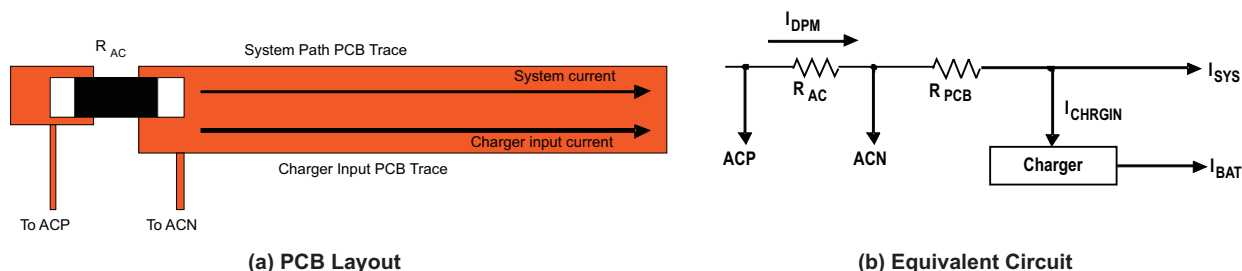 R AC
System Path PCB Trace
System current
Charger input current
Charger Input PCB Trace
To ACP
To ACN
(a) PCB Layout
I DPM
R AC
R PCB
I SYS
I CHRGIN
ACP
ACN
Charger
I BAT
(b) Equivalent Circuit